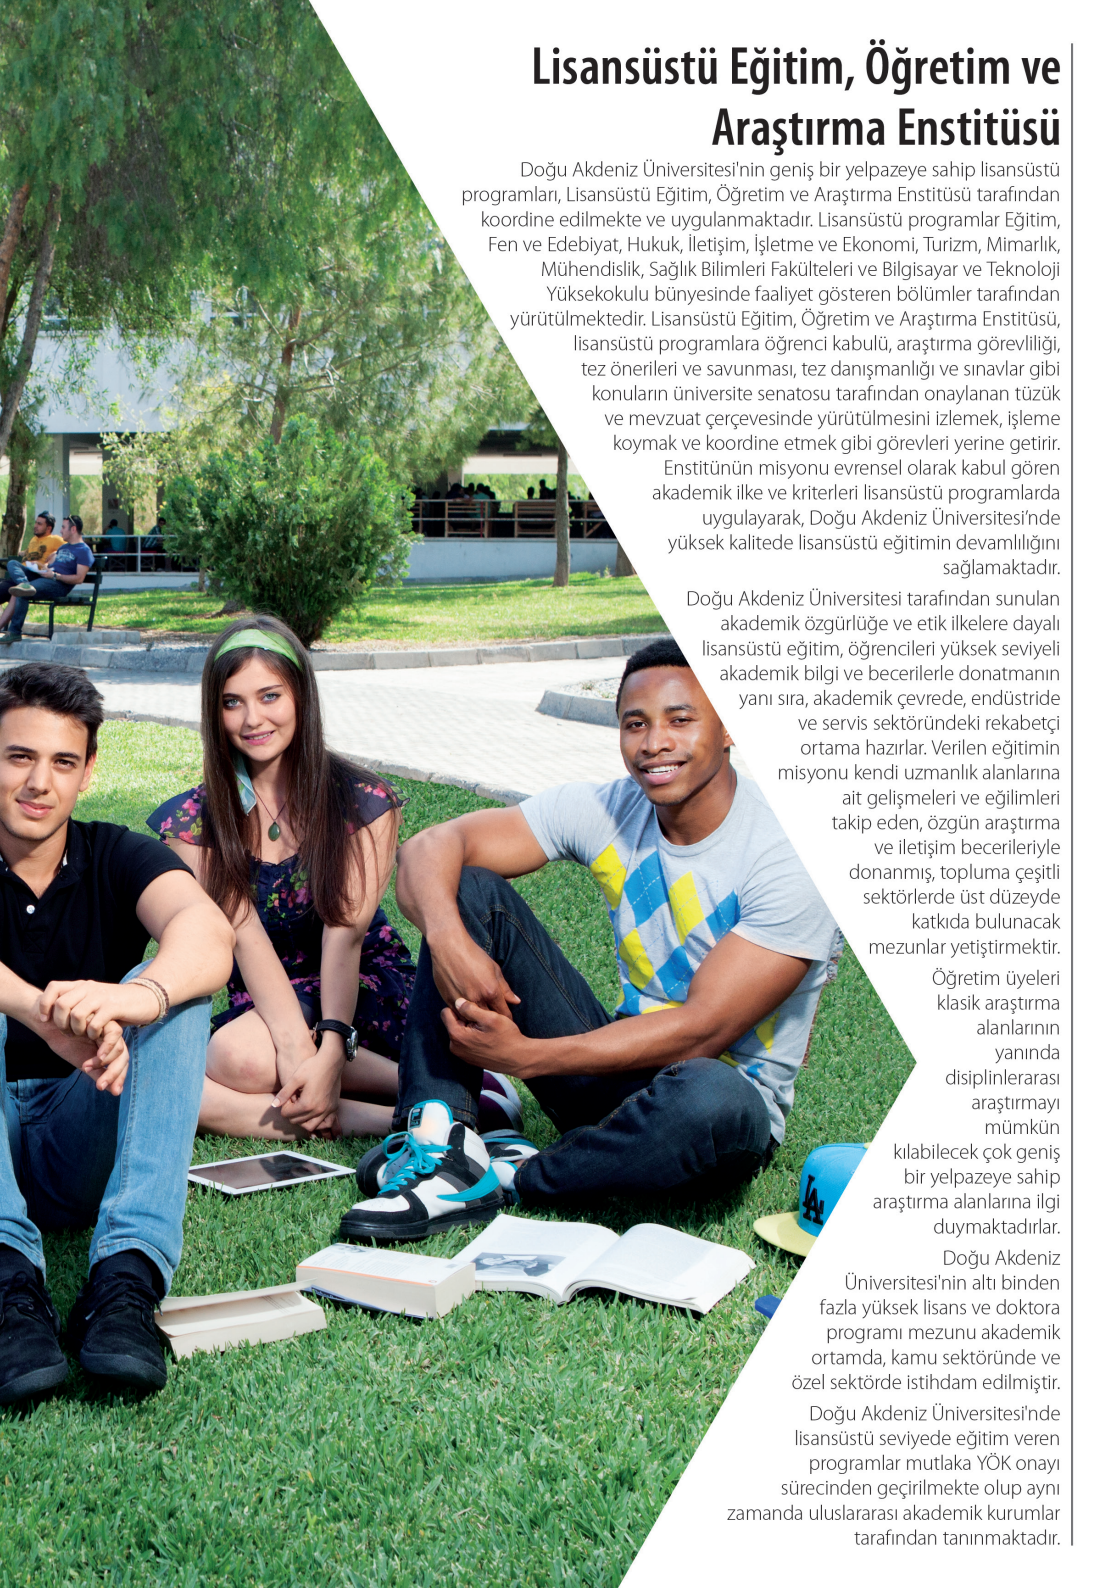 Lisansüstü Eğitim, Öğretim ve
Araştırma Enstitüsü
Doğu Akdeniz Üniversitesi'nin geniş bir yelpazeye sahip lisansüstü
programları, Lisansüstü Eğitim, Öğretim ve Araştırma Enstitüsü tarafından
koordine edilmekte ve uygulanmaktadır. Lisansüstü programlar Eğitim,
Fen ve Edebiyat, Hukuk, İletişim, İşletme ve Ekonomi, Turizm, Mimarlık,
Mühendislik, Sağlık Bilimleri Fakülteleri ve Bilgisayar ve Teknoloji
Yüksekokulu bünyesinde faaliyet gösteren bölümler tarafından
yürütülmektedir. Lisansüstü Eğitim, Öğretim ve Araştırma Enstitüsü,
lisansüstü programlara öğrenci kabulü, araştırma görevliliği,
tez önerileri ve savunması, tez danışmanlığı ve sınavlar gibi
konuların üniversite senatosu tarafından onaylanan tüzük
ve mevzuat çerçevesinde yürütülmesini izlemek, işleme
koymak ve koordine etmek gibi görevleri yerine getirir.
Enstitünün misyonu evrensel olarak kabul gören
akademik ilke ve kriterleri lisansüstü programlarda
uygulayarak, Doğu Akdeniz Üniversitesi’nde
yüksek kalitede lisansüstü eğitimin devamlılığını
sağlamaktadır.
Doğu Akdeniz Üniversitesi tarafından sunulan
akademik özgürlüğe ve etik ilkelere dayalı
lisansüstü eğitim, öğrencileri yüksek seviyeli
akademik bilgi ve becerilerle donatmanın
yanı sıra, akademik çevrede, endüstride
ve servis sektöründeki rekabetçi
ortama hazırlar. Verilen eğitimin
misyonu kendi uzmanlık alanlarına
ait gelişmeleri ve eğilimleri
takip eden, özgün araştırma
ve iletişim becerileriyle
donanmış, topluma çeşitli
sektörlerde üst düzeyde
katkıda bulunacak
mezunlar yetiştirmektir.
Öğretim üyeleri
klasik araştırma
alanlarının
yanında
disiplinlerarası
araştırmayı
mümkün
kılabilecek çok geniş
bir yelpazeye sahip
araştırma alanlarına ilgi
duymaktadırlar.
Doğu Akdeniz
Üniversitesi'nin altı binden
fazla yüksek lisans ve doktora
programı mezunu akademik
ortamda, kamu sektöründe ve
özel sektörde istihdam edilmiştir.
Doğu Akdeniz Üniversitesi'nde
lisansüstü seviyede eğitim veren
programlar mutlaka YÖK onayı
sürecinden geçirilmekte olup aynı
zamanda uluslararası akademik kurumlar
tarafından tanınmaktadır.
LA